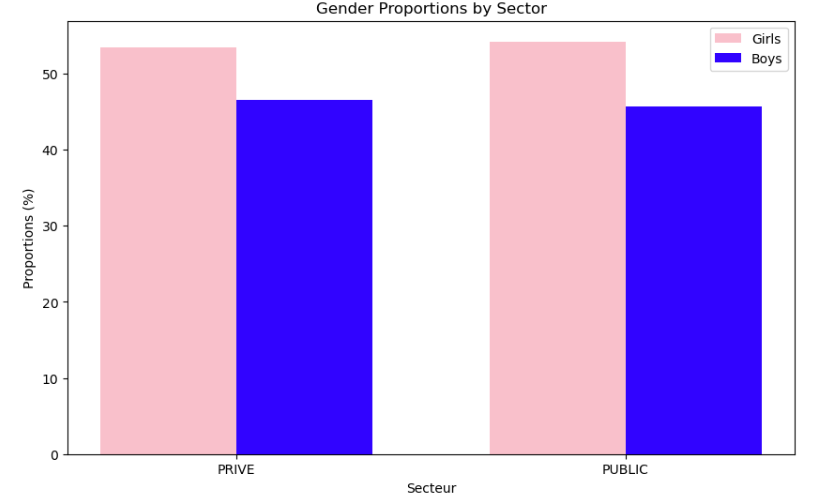 Gender Proportions by Sector
Girls
Boys
50
40
30
20
10
0
Proportions (%)
PRIVE
PUBLIC
Secteur